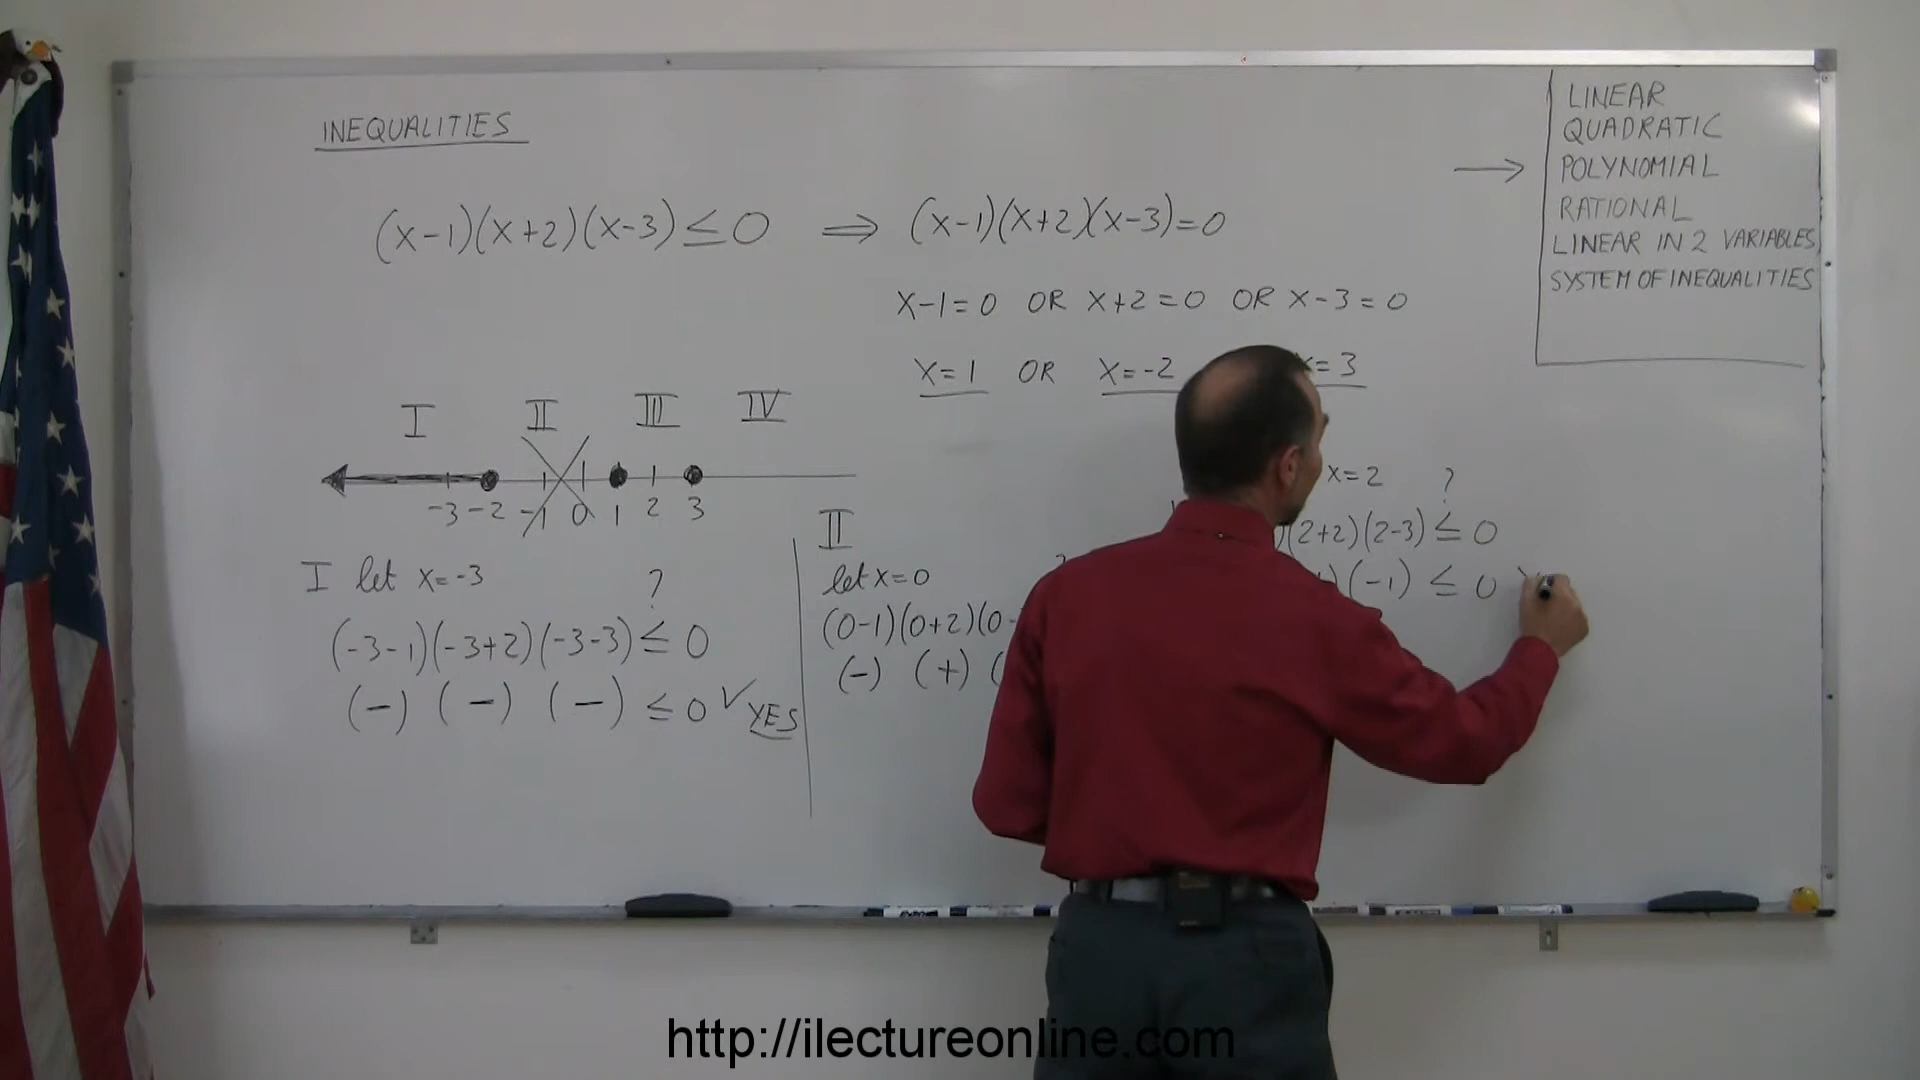 INEQUALITIES
(x-1)(x+2)(x-3)≤0 ⇒ (x-1)(x+2)(x-3)=0
x-1=0 OR x+2=0 OR x-3=0
x=1 OR x=-2 x=3
→
LINEAR
QUADRATIC
POLYNOMIAL
RATIONAL
LINEAR IN 2 VARIABLES
SYSTEM OF INEQUALITIES
I II III IV
-3 -2 -1 0 1 2 3
I let x=-3 ?
(-3-1)(-3+2)(-3-3)≤0
(-) (-) (-) ≤0 ✓ YES
II
let x=0 ?
(0-1)(0+2)(0-
(-) (+) (
x=2 ?
)(2+2)(2-3)≤0
)(-1) ≤0
http://ilectureonline.com